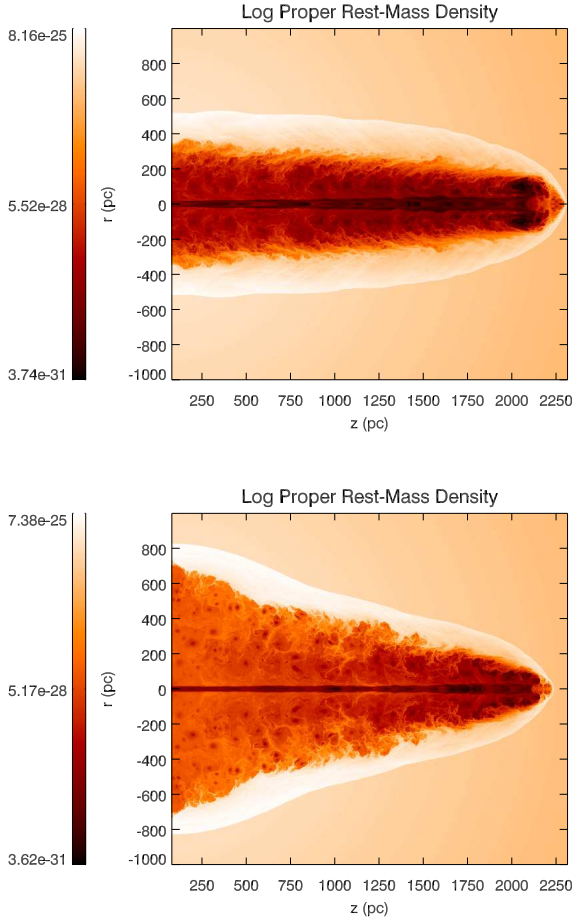 Log Proper Rest-Mass Density
8.16e-25
5.52e-28
3.74e-31
r (pc)
800
600
400
200
0
-200
-400
-600
-800
-1000
250 500 750 1000 1250 1500 1750 2000 2250
z (pc)
Log Proper Rest-Mass Density
7.38e-25
5.17e-28
3.62e-31
r (pc)
800
600
400
200
0
-200
-400
-600
-800
-1000
250 500 750 1000 1250 1500 1750 2000 2250
z (pc)